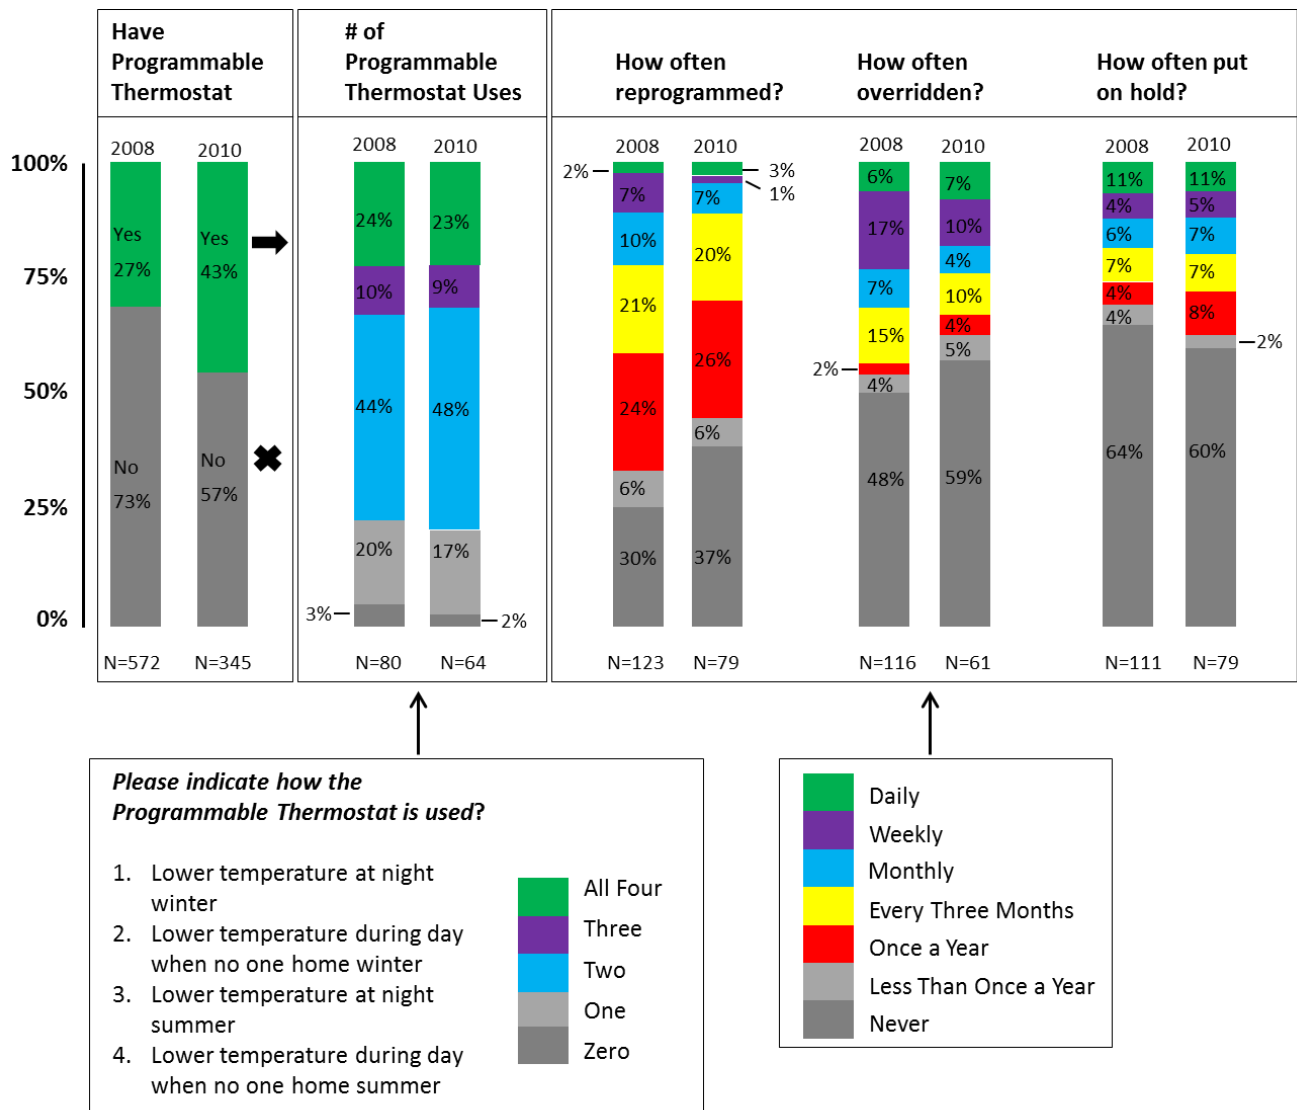 Have
Programmable
Thermostat
# of
Programmable
Thermostat Uses
How often
reprogrammed?
How often
overridden?
How often put
on hold?
2008
2010
2008
2010
2008
2010
2008
2010
2008
2010
100%
75%
50%
25%
0%
Yes
27%
No
73%
Yes
43%
No
57%
24%
10%
44%
20%
3%
23%
9%
48%
17%
2%
2%
7%
10%
21%
24%
6%
30%
3%
1%
7%
20%
26%
6%
37%
6%
17%
7%
15%
2%
4%
48%
7%
10%
4%
10%
4%
5%
59%
11%
4%
6%
7%
4%
4%
64%
11%
5%
7%
7%
8%
2%
60%
N=572
N=345
N=80
N=64
N=123
N=79
N=116
N=61
N=111
N=79
Please indicate how the
Programmable Thermostat is used?
1. Lower temperature at night
winter
2. Lower temperature during day
when no one home winter
3. Lower temperature at night
summer
4. Lower temperature during day
when no one home summer
All Four
Three
Two
One
Zero
Daily
Weekly
Monthly
Every Three Months
Once a Year
Less Than Once a Year
Never